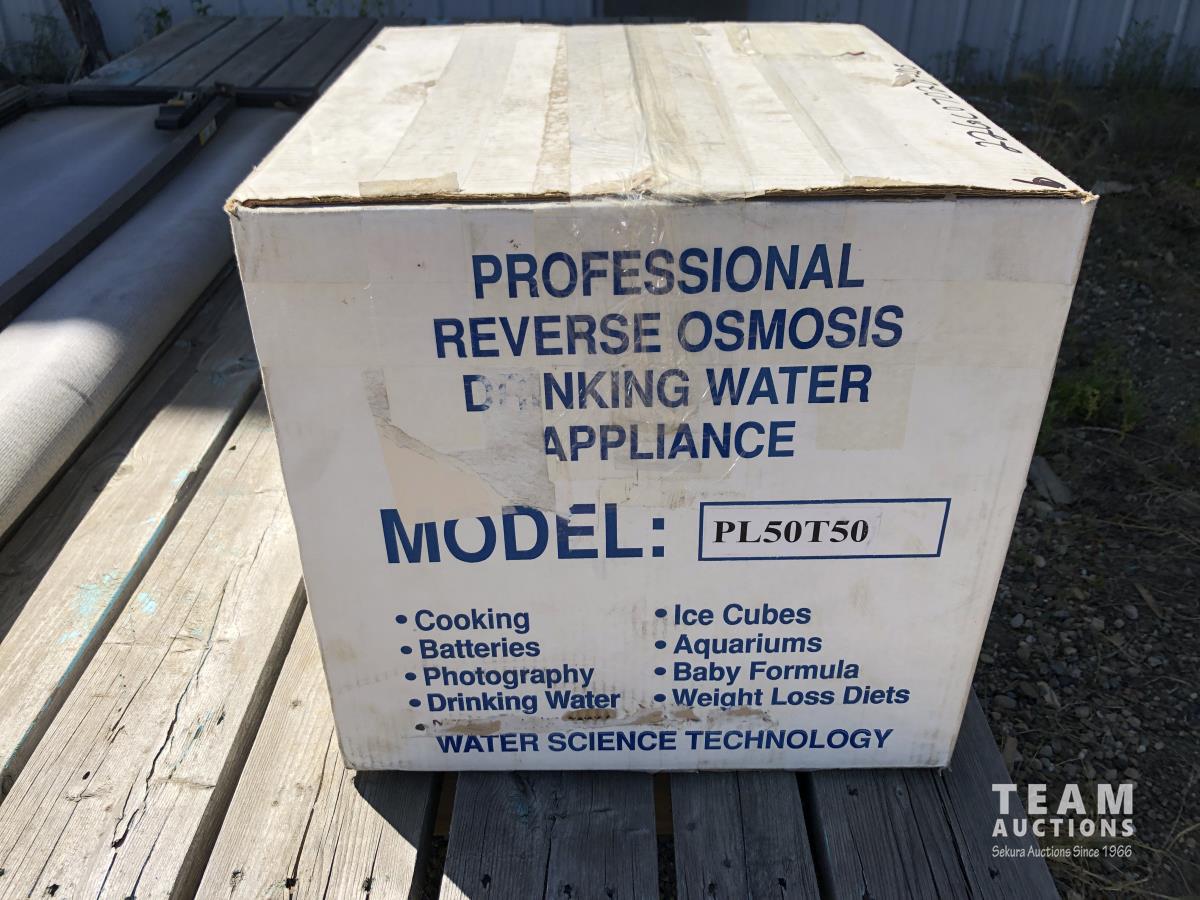 PROFESSIONAL
REVERSE OSMOSIS
DRINKING WATER
APPLIANCE
MODEL: PL50T50
• Cooking
• Batteries
• Photography
• Drinking Water
• Ice Cubes
• Aquariums
• Baby Formula
• Weight Loss Diets
WATER SCIENCE TECHNOLOGY
TEAM
AUCTIONS
Sekura Auctions Since 1966